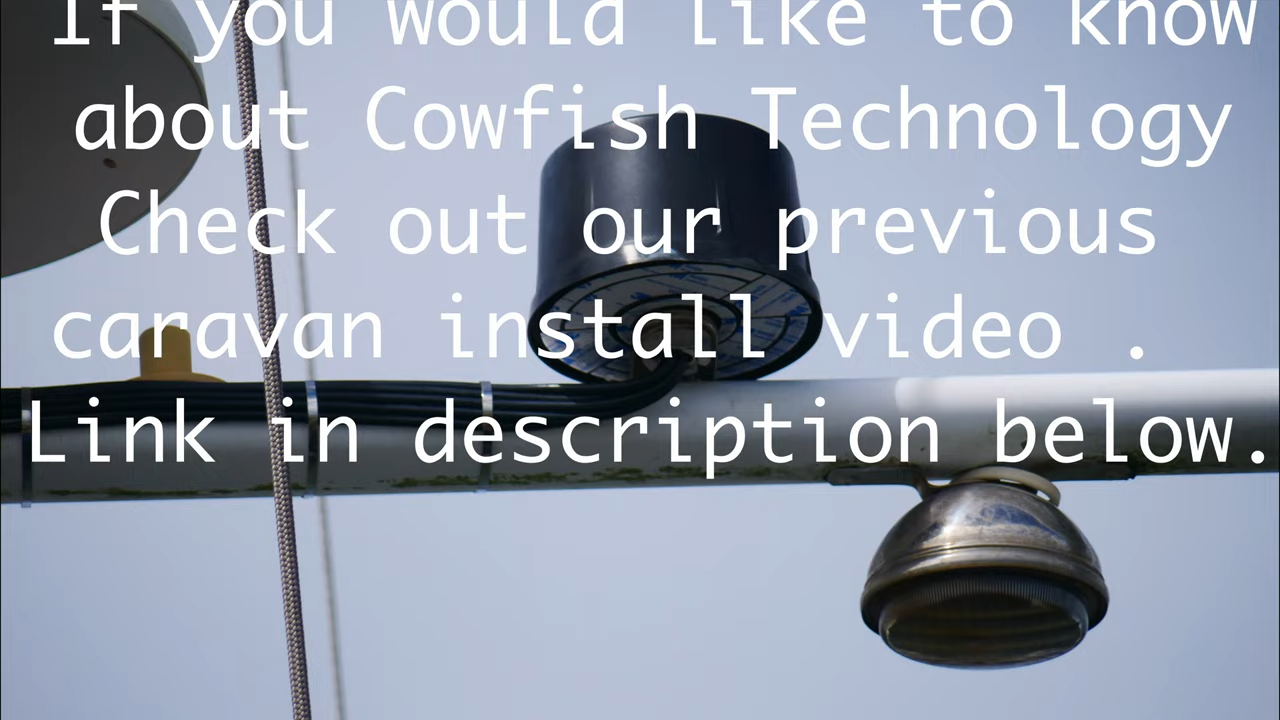 If you would like to know
about Cowfish Technology
Check out our previous
caravan install video .
Link in description below.